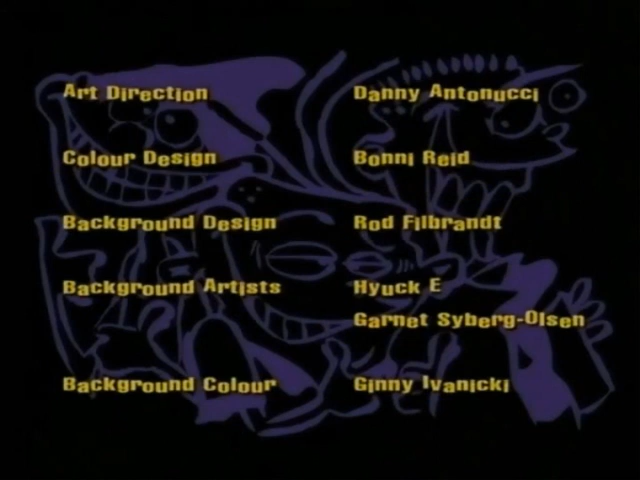 Art Direction Danny Antonucci
Colour Design Bonni Reid
Background Design Rod Filbrandt
Background Artists Hyuck E
Garnet Syberg-Olsen
Background Colour Ginny Ivanicki